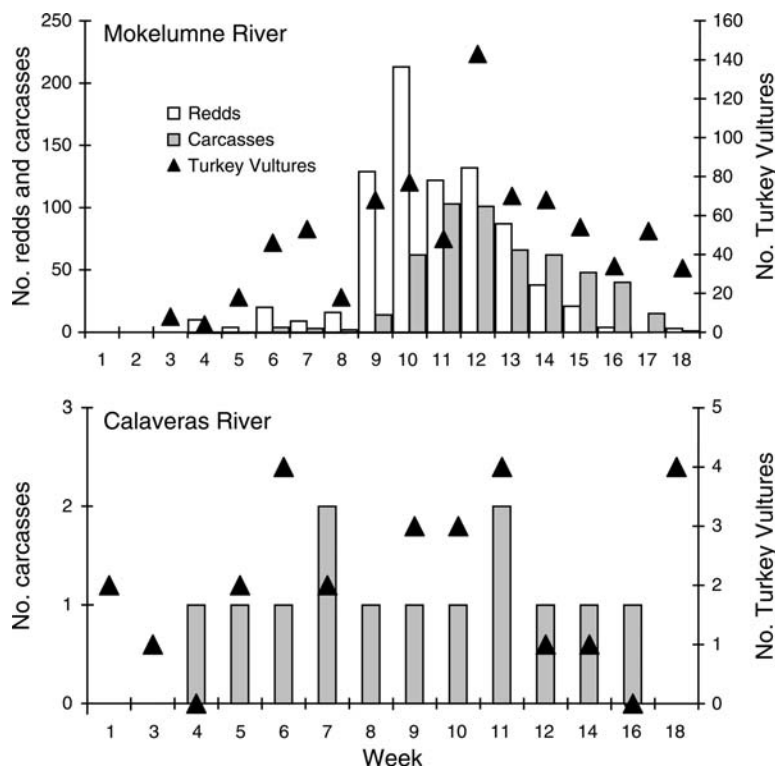 Mokelumne River
No. redds and carcasses
250
200
150
100
50
0
Redds
Carcasses
Turkey Vultures
160
140
120
100
80
60
40
20
0
No. Turkey Vultures
1 2 3 4 5 6 7 8 9 10 11 12 13 14 15 16 17 18
Calaveras River
No. carcasses
3
2
1
0
5
4
3
2
1
0
No. Turkey Vultures
1 3 4 5 6 7 8 9 10 11 12 14 16 18
Week